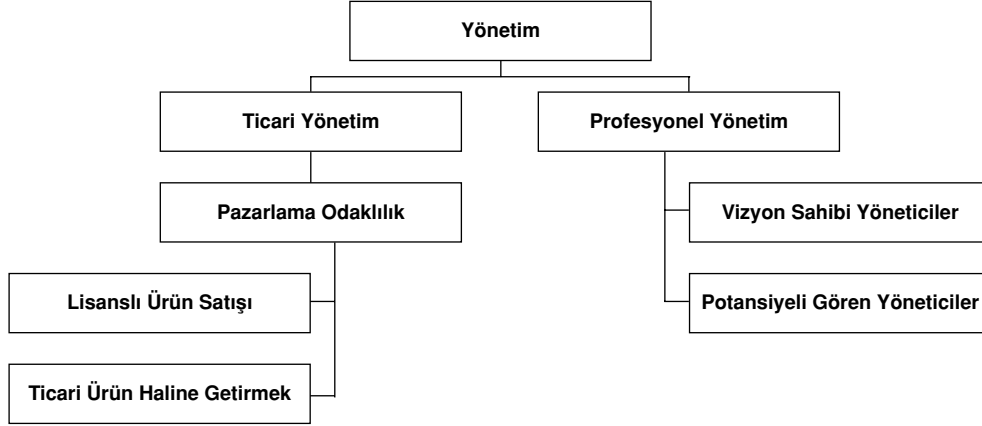 Yönetim
Ticari Yönetim
Profesyonel Yönetim
Pazarlama Odaklılık
Vizyon Sahibi Yöneticiler
Lisanslı Ürün Satışı
Potansiyeli Gören Yöneticiler
Ticari Ürün Haline Getirmek